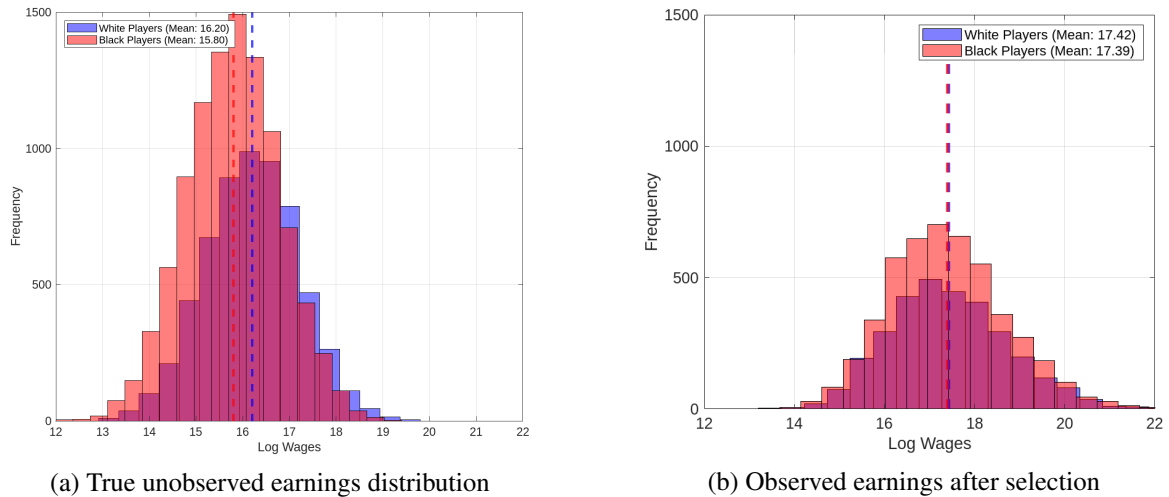 1500
White Players (Mean: 16.20)
Black Players (Mean: 15.80)
1000
Frequency
500
0
12 13 14 15 16 17 18 19 20 21 22
Log Wages
(a) True unobserved earnings distribution
1500
White Players (Mean: 17.42)
Black Players (Mean: 17.39)
1000
Frequency
500
0
12 14 16 18 20 22
Log Wages
(b) Observed earnings after selection